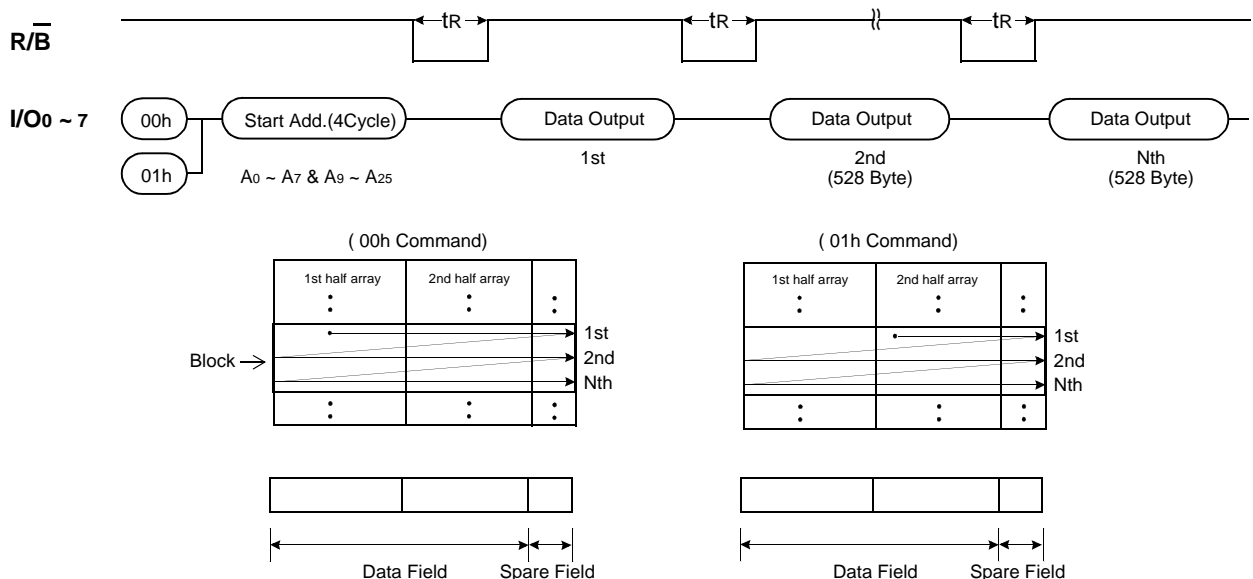 R/B tR tR tR
I/O0 ~ 7 00h Start Add.(4Cycle) Data Output Data Output Data Output
01h A0 ~ A7 & A9 ~ A25 1st 2nd Nth
(528 Byte) (528 Byte)
( 00h Command) ( 01h Command)
1st half array 2nd half array 1st half array 2nd half array
1st 1st
Block 2nd 2nd
Nth Nth
Data Field Spare Field Data Field Spare Field